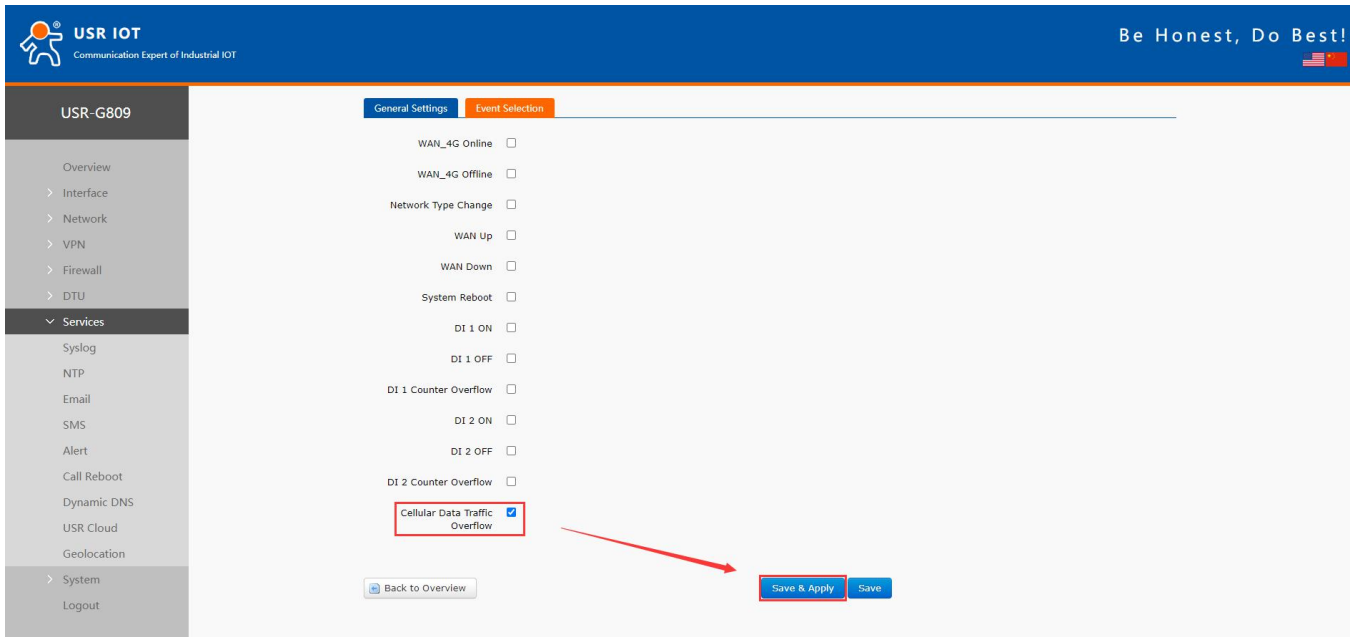 USR IOT
Communication Expert of Industrial IOT
Be Honest, Do Best!
USR-G809
Overview
Interface
Network
VPN
Firewall
DTU
Services
Syslog
NTP
Email
SMS
Alert
Call Reboot
Dynamic DNS
USR Cloud
Geolocation
System
Logout
General Settings
Event Selection
WAN_4G Online
WAN_4G Offline
Network Type Change
WAN Up
WAN Down
System Reboot
DI 1 ON
DI 1 OFF
DI 1 Counter Overflow
DI 2 ON
DI 2 OFF
DI 2 Counter Overflow
Cellular Data Traffic
Overflow
Back to Overview
Save & Apply
Save